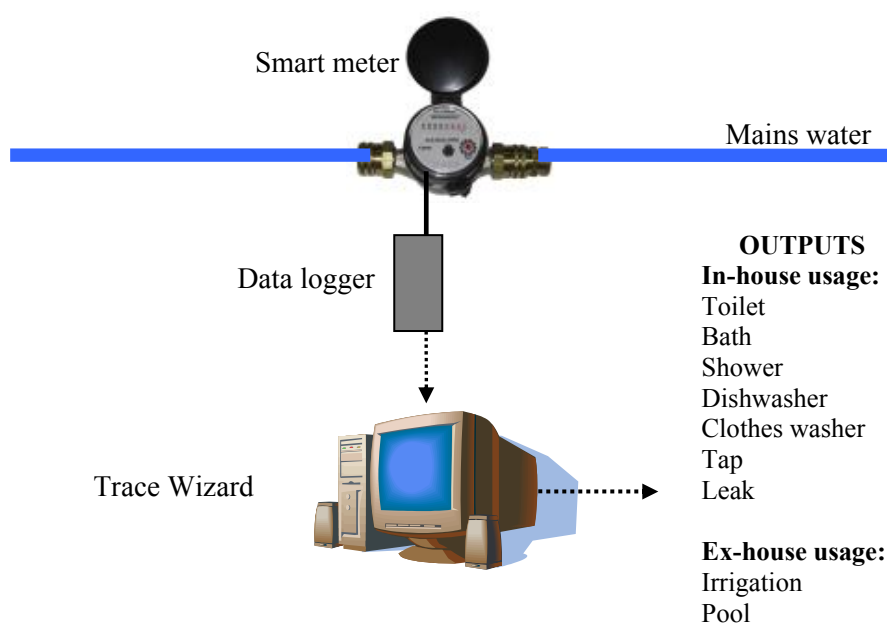 Smart meter
Mains water
Data logger
Trace Wizard
OUTPUTS
In-house usage:
Toilet
Bath
Shower
Dishwasher
Clothes washer
Tap
Leak
Ex-house usage:
Irrigation
Pool